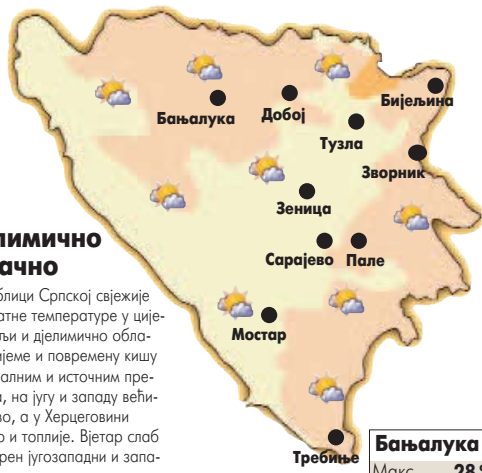 Бањалука
Добој
Бијељина
Тузла
Зворник
Зеница
Сарајево
Пале
Мостар
Требиње
лимично
ачно
блици Српској свјежије
атне температуре у ције-
љи и дјелимично обла-
ијеме и повремену кишу
алним и источним пре-
а, на југу и западу већи-
во, а у Херцеговини
о и топлије. Вјетар слаб
рен југозападни и запа-
Бањалука
Макс. 28